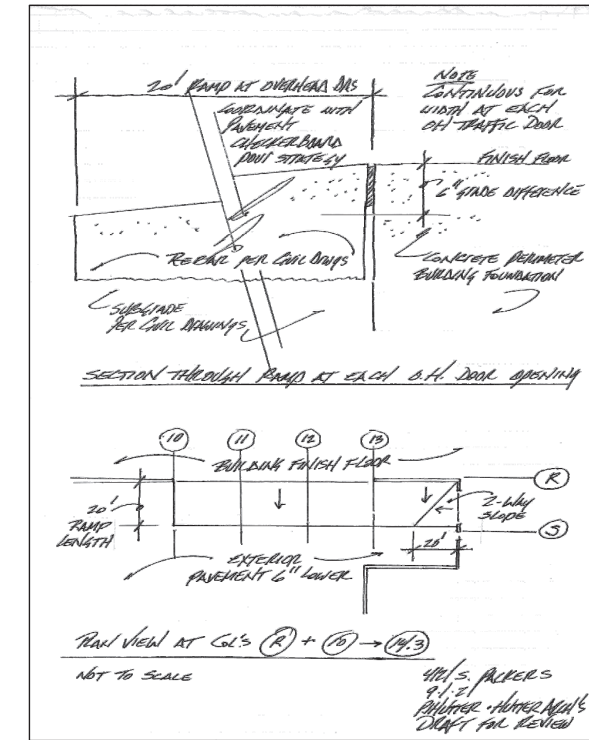 20' RAMP AT OVERHEAD DRS
COORDINATE WITH
PAVEMENT
CHECKERBOARD
POUR STRATEGY
NOTE
CONTINUOUS FOR
WIDTH AT EACH
OH TRAFFIC DOOR
FINISH FLOOR
6" GRADE DIFFERENCE
REBAR PER CIVIL DRWGS
CONCRETE PERIMETER
BUILDING FOUNDATION
SUBGRADE
PER CIVIL DRAWINGS
SECTION THROUGH RAMP AT EACH O.H. DOOR OPENING
10 11 12 13
BUILDING FINISH FLOOR
R
20'
RAMP
LENGTH
2-WAY
SLOPE
S
20'
EXTERIOR
PAVEMENT 6" LOWER
PLAN VIEW AT COL'S R + 10 → 14.3
NOT TO SCALE
S. PACKERS
9.1.21
DRAFT FOR REVIEW